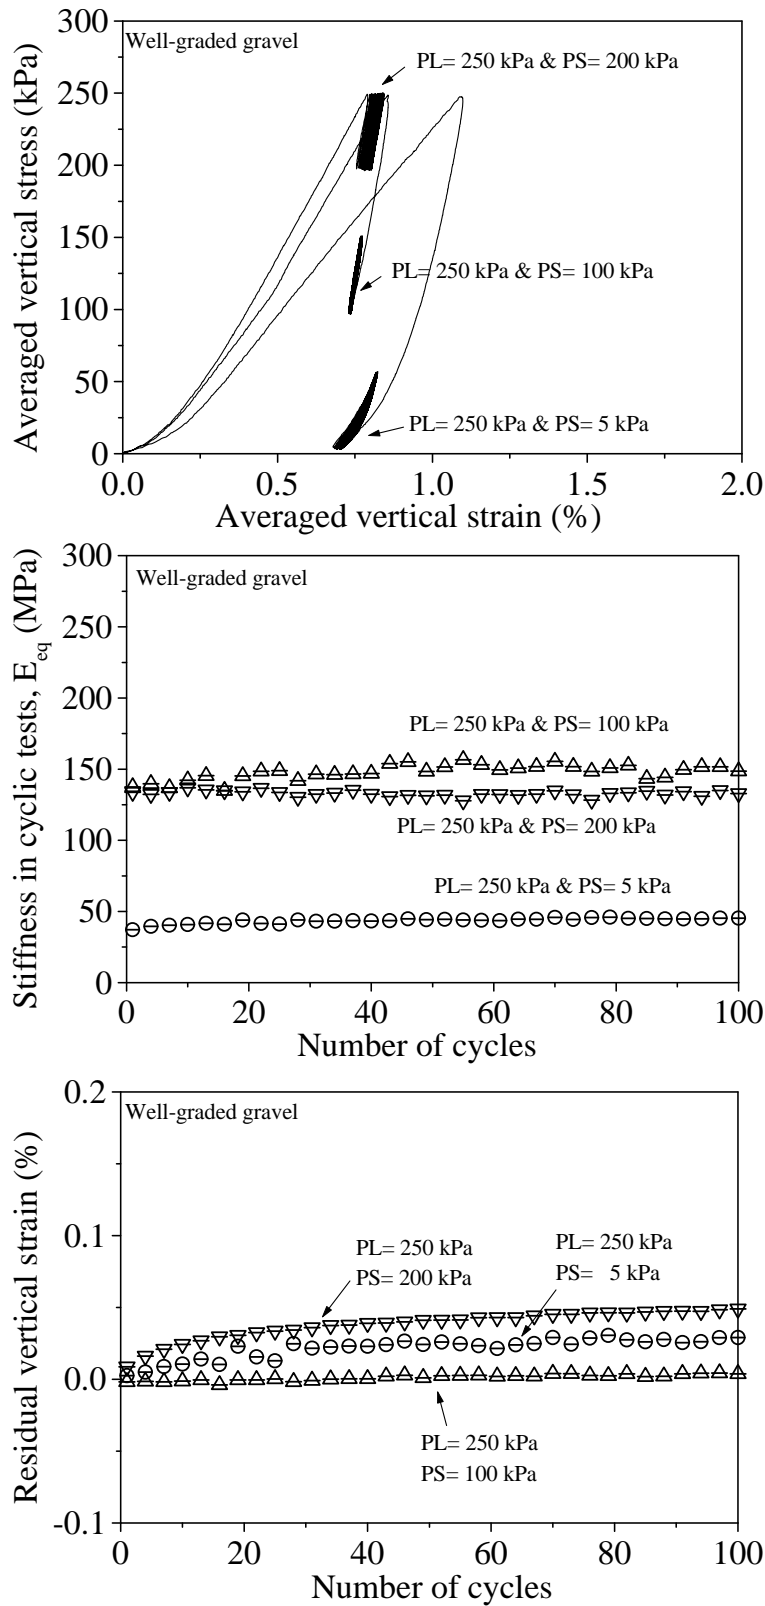 300
Well-graded gravel
PL= 250 kPa & PS= 200 kPa
250
200
150
PL= 250 kPa & PS= 100 kPa
100
50
PL= 250 kPa & PS= 5 kPa
0
Averaged vertical stress (kPa)
0.0 0.5 1.0 1.5 2.0
Averaged vertical strain (%)
300
Well-graded gravel
250
200
PL= 250 kPa & PS= 100 kPa
150
PL= 250 kPa & PS= 200 kPa
100
PL= 250 kPa & PS= 5 kPa
50
0
Stiffness in cyclic tests, Eeq (MPa)
0 20 40 60 80 100
Number of cycles
0.2
Well-graded gravel
0.1
PL= 250 kPa
PS= 200 kPa
PL= 250 kPa
PS= 5 kPa
0.0
PL= 250 kPa
PS= 100 kPa
-0.1
Residual vertical strain (%)
0 20 40 60 80 100
Number of cycles